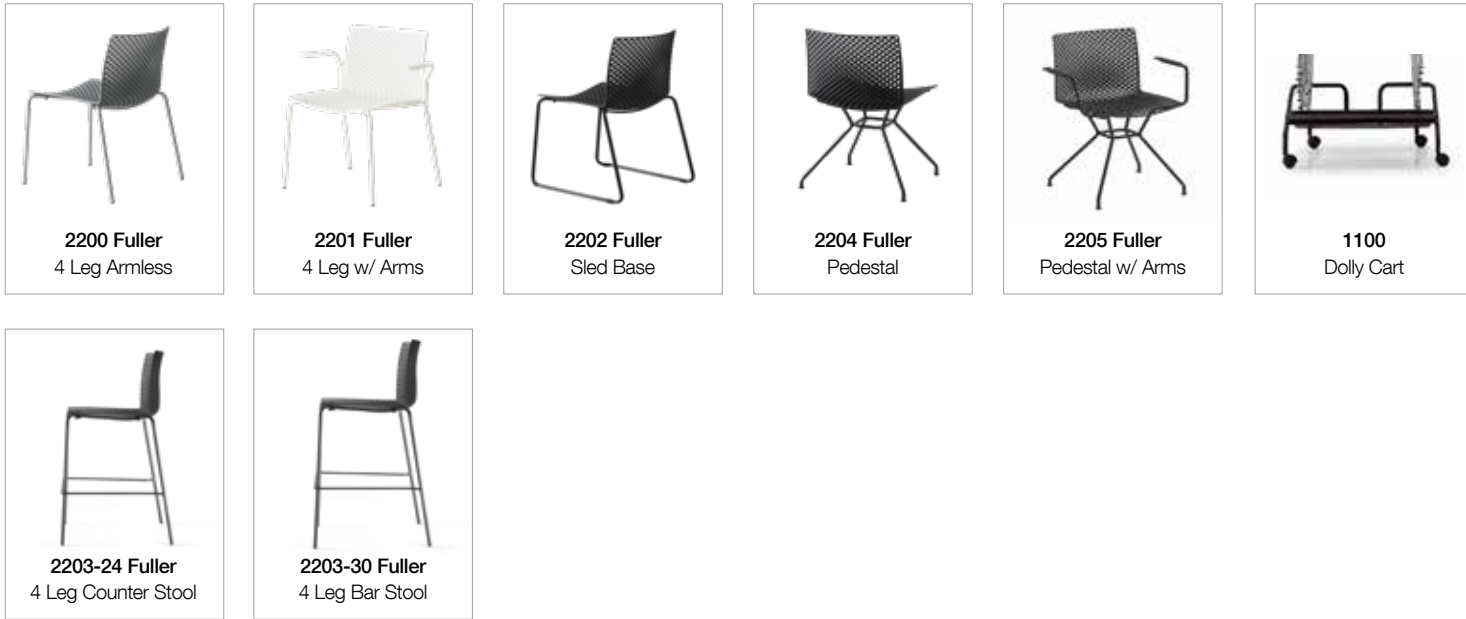 2200 Fuller
4 Leg Armless
2201 Fuller
4 Leg w/ Arms
2202 Fuller
Sled Base
2204 Fuller
Pedestal
2205 Fuller
Pedestal w/ Arms
1100
Dolly Cart
2203-24 Fuller
4 Leg Counter Stool
2203-30 Fuller
4 Leg Bar Stool